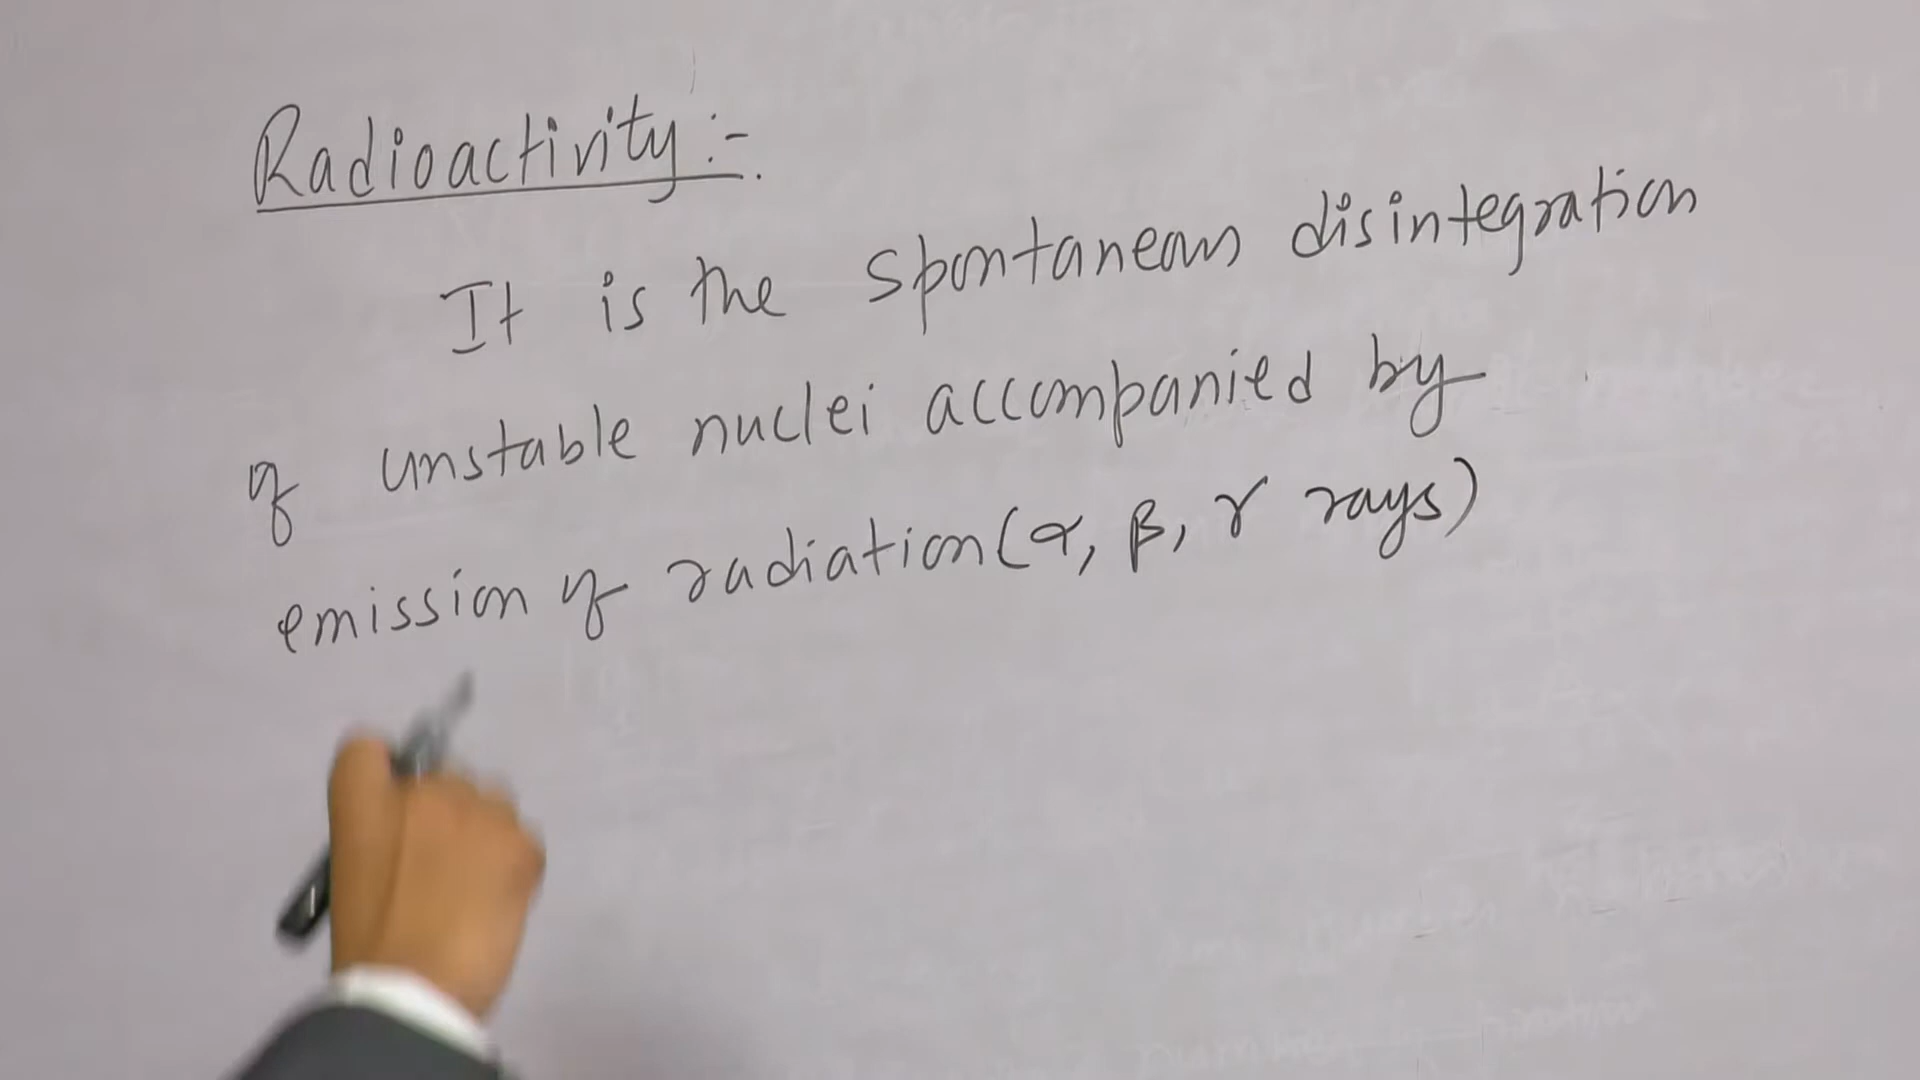 Radioactivity :-
It is the spontaneous disintegration
of unstable nuclei accompanied by
emission of radiation (α, β, γ rays)